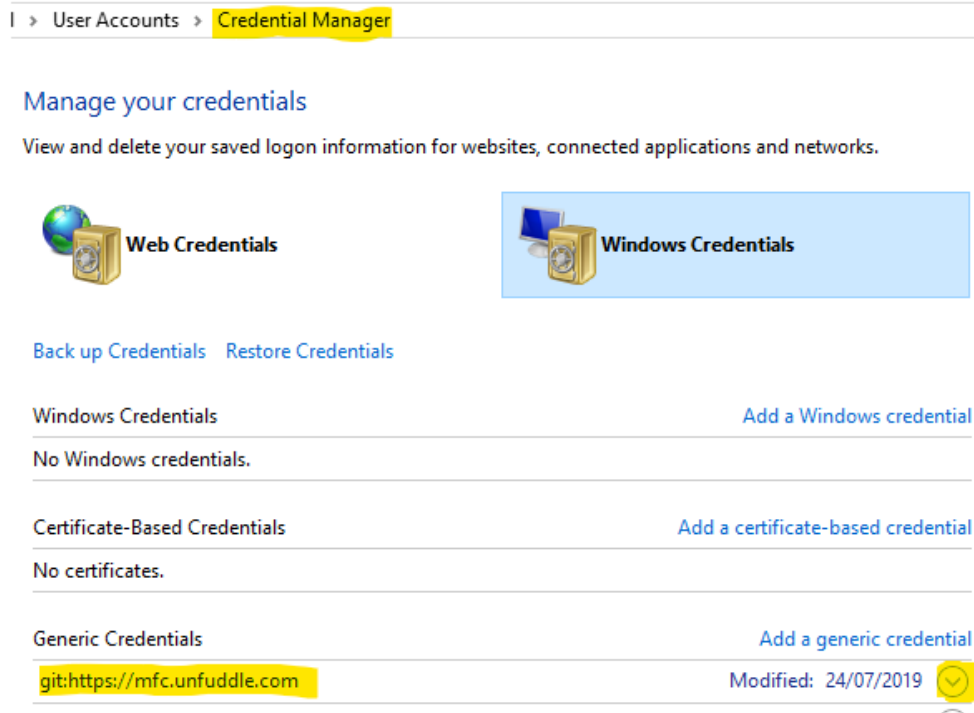 > User Accounts > Credential Manager
Manage your credentials
View and delete your saved logon information for websites, connected applications and networks.
Web Credentials
Windows Credentials
Back up Credentials Restore Credentials
Windows Credentials Add a Windows credential
No Windows credentials.
Certificate-Based Credentials Add a certificate-based credential
No certificates.
Generic Credentials Add a generic credential
git:https://mfc.unfuddle.com Modified: 24/07/2019